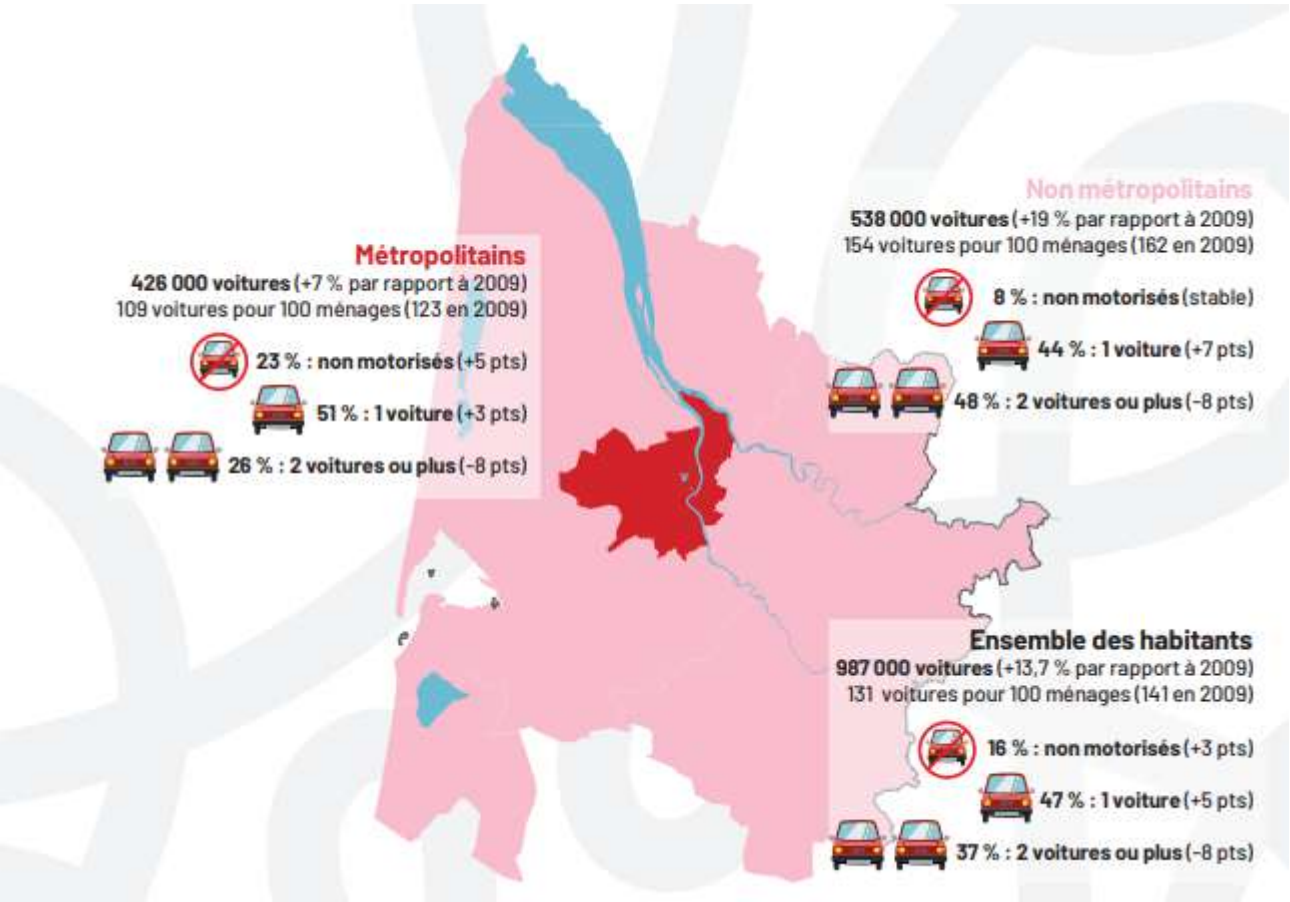 Métropolitains
426 000 voitures (+7 % par rapport à 2009)
109 voitures pour 100 ménages (123 en 2009)
23 % : non motorisés (+5 pts)
51 % : 1 voiture (+3 pts)
26 % : 2 voitures ou plus (-8 pts)
Non métropolitains
538 000 voitures (+19 % par rapport à 2009)
154 voitures pour 100 ménages (162 en 2009)
8 % : non motorisés (stable)
44 % : 1 voiture (+7 pts)
48 % : 2 voitures ou plus (-8 pts)
Ensemble des habitants
987 000 voitures (+13,7 % par rapport à 2009)
131 voitures pour 100 ménages (141 en 2009)
16 % : non motorisés (+3 pts)
47 % : 1 voiture (+5 pts)
37 % : 2 voitures ou plus (-8 pts)